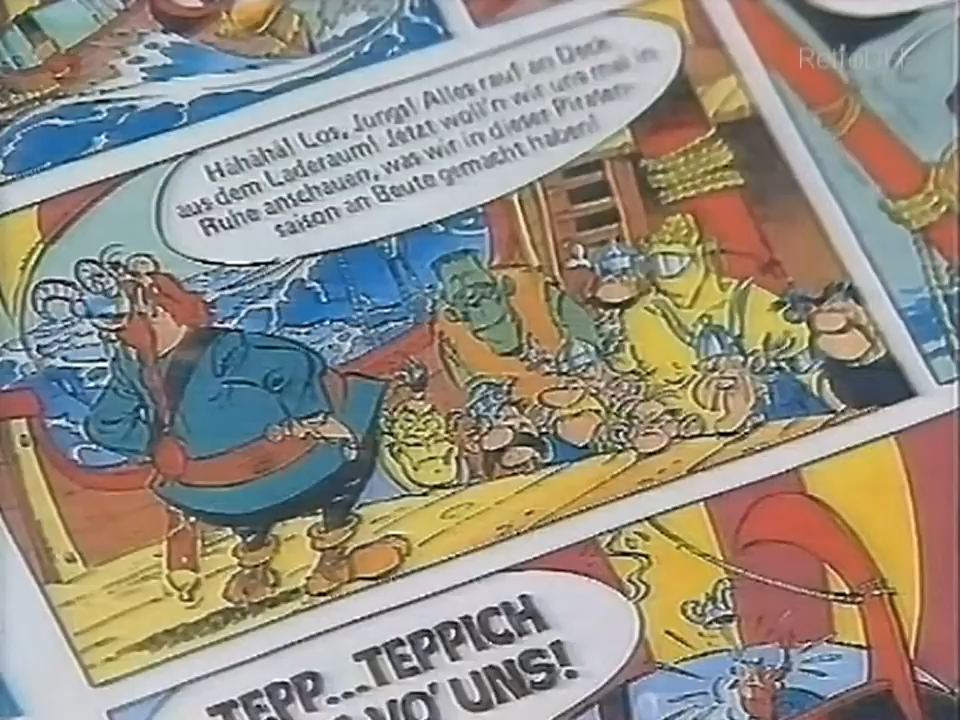 Hähähä! Los, Jungs! Alles rauf an Deck
aus dem Laderaum! Jetzt woll'n wir uns mal in
Ruhe anschauen, was wir in dieser Piraten-
saison an Beute gemacht haben!
TEPP...TEPPICH
VO' UNS!